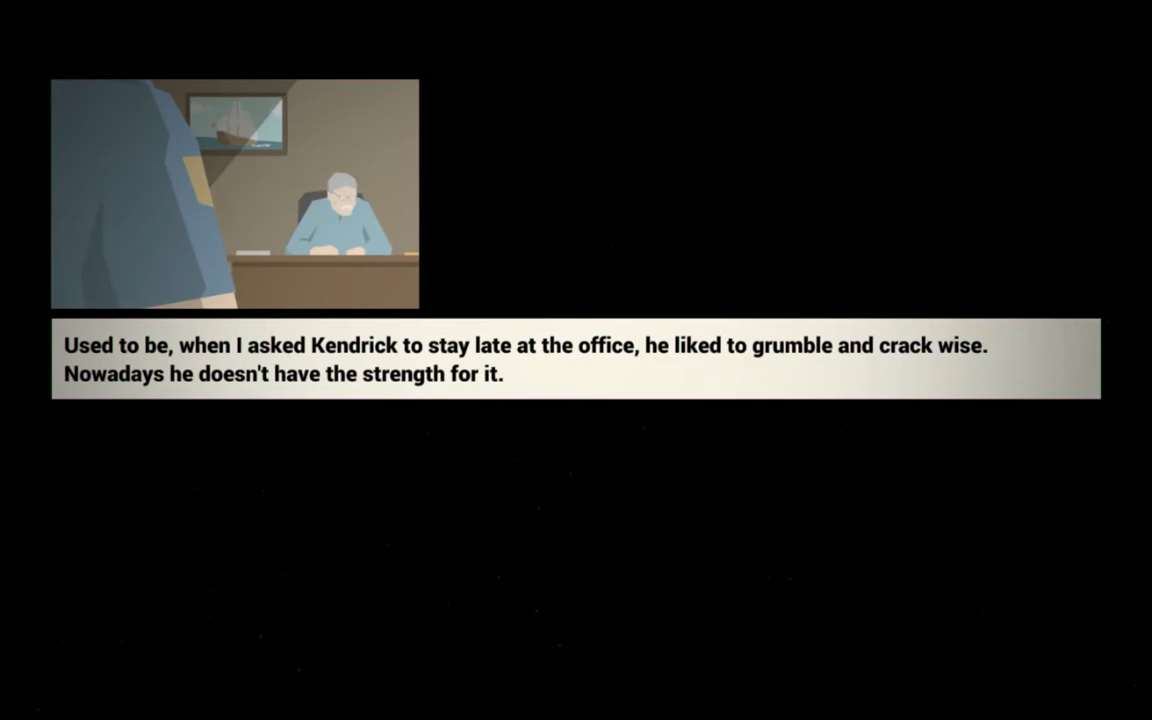 Used to be, when I asked Kendrick to stay late at the office, he liked to grumble and crack wise.
Nowadays he doesn't have the strength for it.